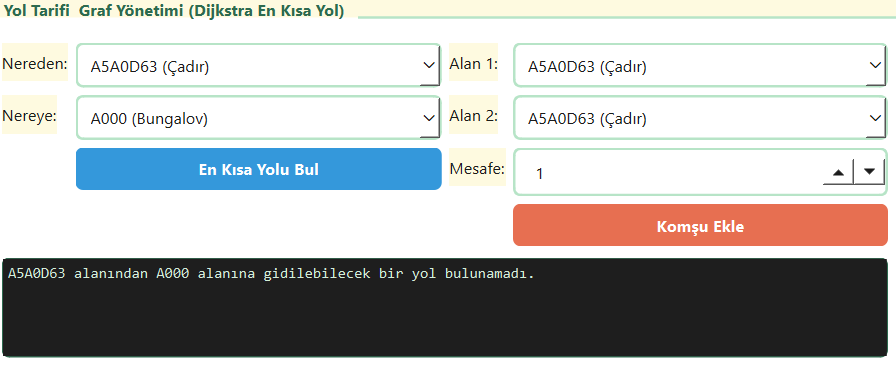 Yol Tarifi  Graf Yönetimi (Dijkstra En Kısa Yol)
Nereden: A5A0D63 (Çadır) Alan 1: A5A0D63 (Çadır)
Nereye: A000 (Bungalov) Alan 2: A5A0D63 (Çadır)
En Kısa Yolu Bul Mesafe: 1
Komşu Ekle
A5A0D63 alanından A000 alanına gidilebilecek bir yol bulunamadı.